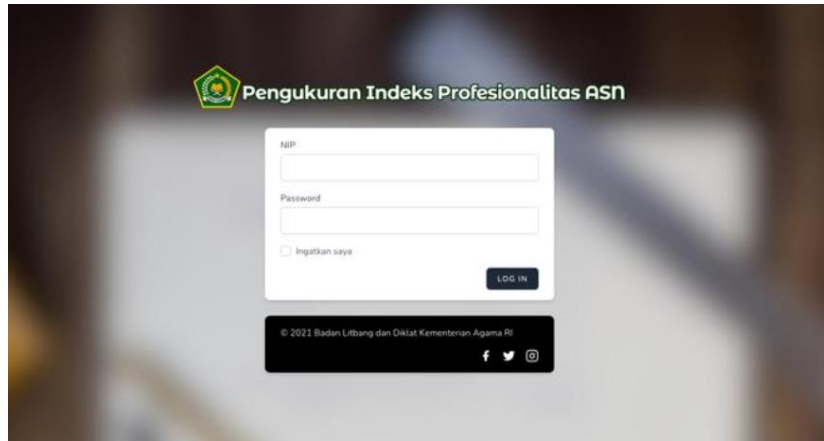 Pengukuran Indeks Profesionalitas ASN
NIP
Password
Ingatkan saya
LOG IN
© 2021 Badan Litbang dan Diklat Kementerian Agama RI